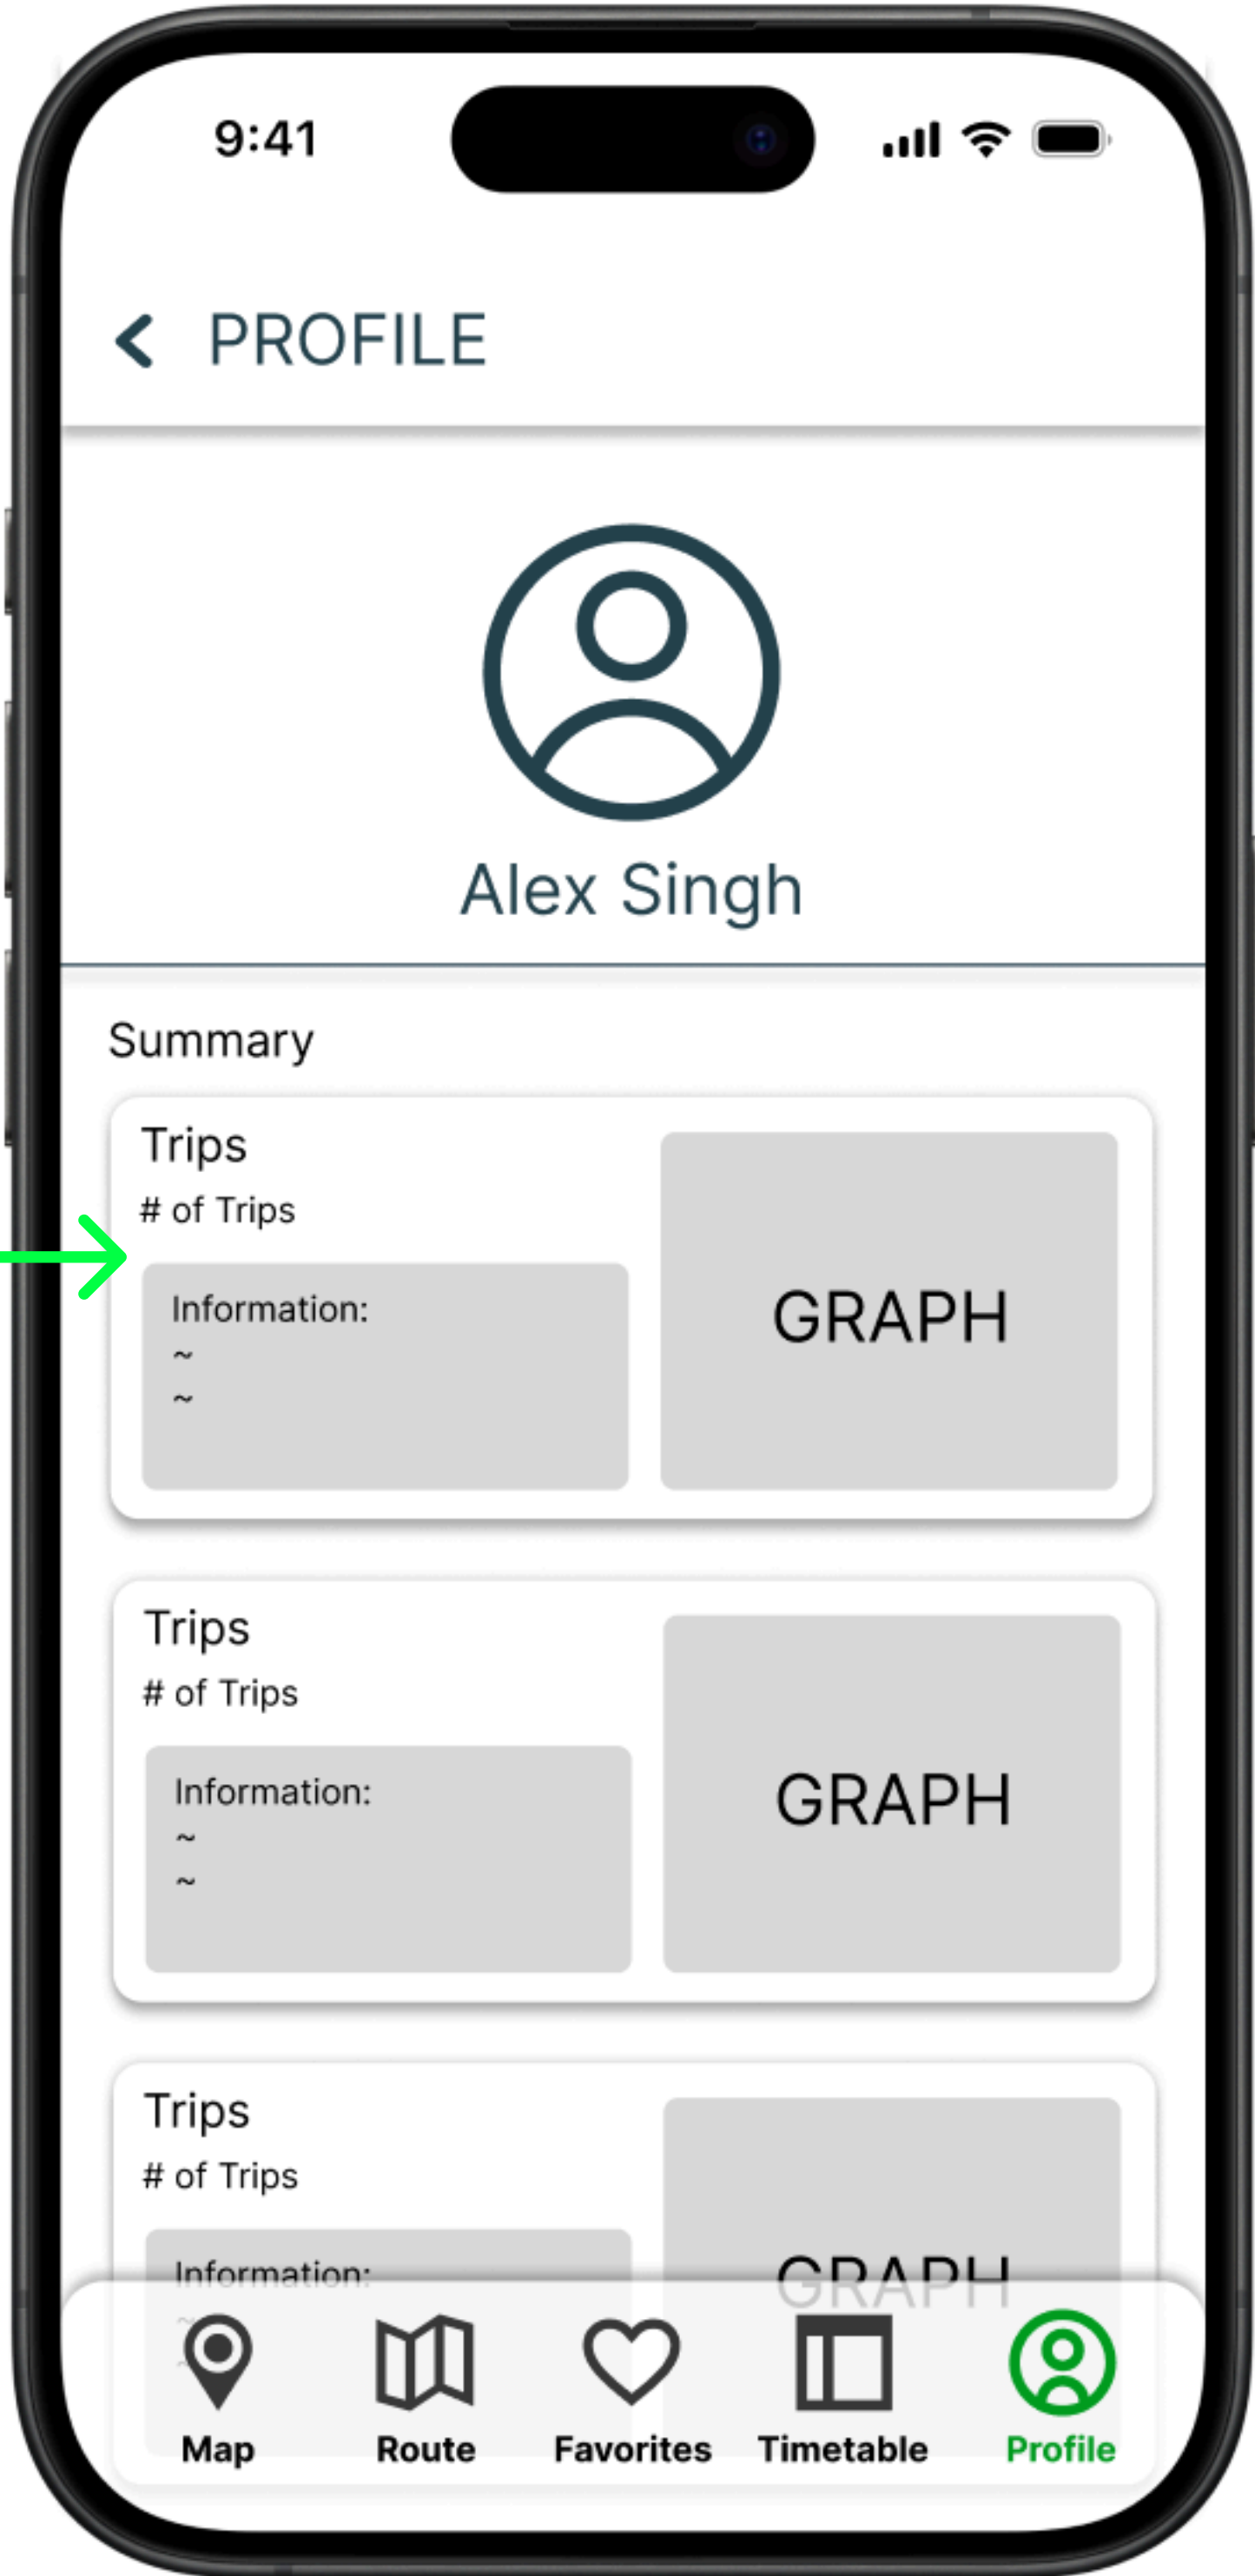 9:41
PROFILE
Alex Singh
Summary
Trips
# of Trips
Information:
~
~
GRAPH
Trips
# of Trips
Information:
~
~
GRAPH
Trips
# of Trips
Information:
~
~
GRAPH
Map
Route
Favorites
Timetable
Profile